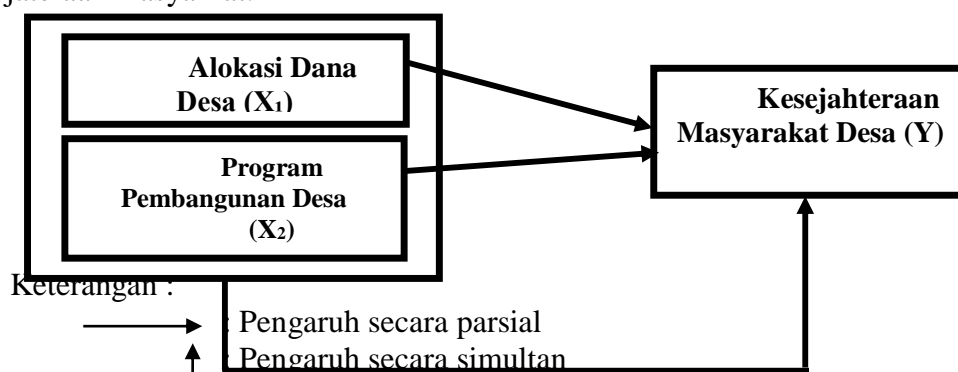 Alokasi Dana
Desa (X₁)
Program
Pembangunan Desa
(X₂)
Kesejahteraan
Masyarakat Desa (Y)
Keterangan :
: Pengaruh secara parsial
: Pengaruh secara simultan